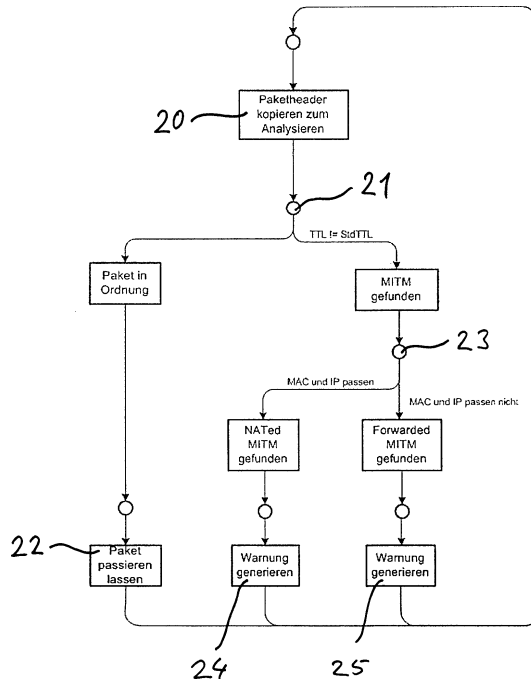 Paketheader
kopieren zum
Analysieren
20
21
TTL != StdTTL
Paket in
Ordnung
MITM
gefunden
23
MAC und IP passen
MAC und IP passen nicht
NATed
MITM
gefunden
Forwarded
MITM
gefunden
22
Paket
passieren
lassen
Warnung
generieren
Warnung
generieren
24
25